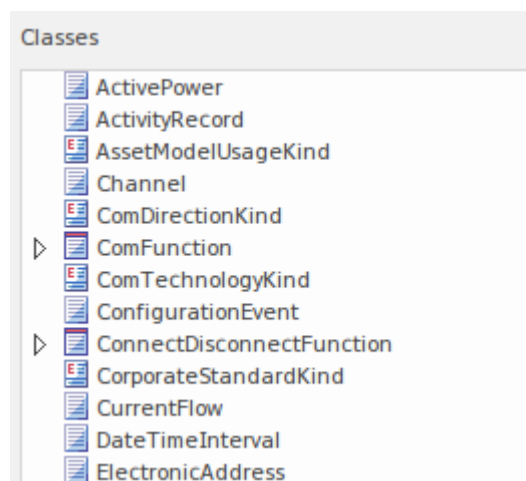 Classes
ActivePower
ActivityRecord
AssetModelUsageKind
Channel
ComDirectionKind
ComFunction
ComTechnologyKind
ConfigurationEvent
ConnectDisconnectFunction
CorporateStandardKind
CurrentFlow
DateTimeInterval
ElectronicAddress